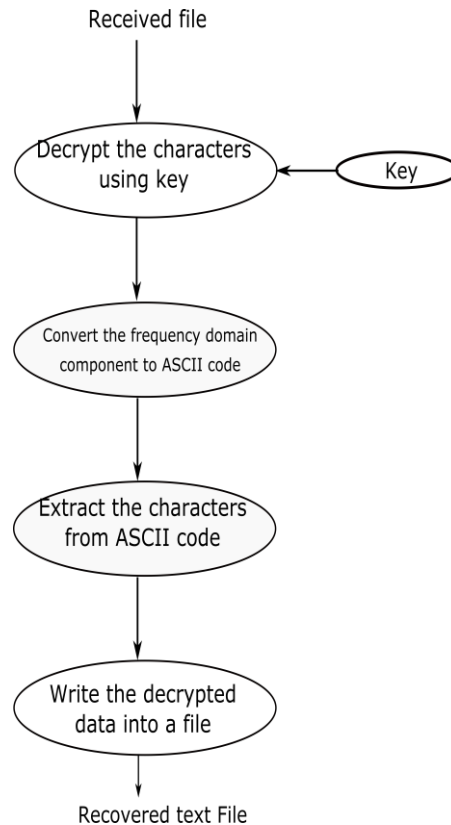 Received file
Decrypt the characters
using key
Key
Convert the frequency domain
component to ASCII code
Extract the characters
from ASCII code
Write the decrypted
data into a file
Recovered text File